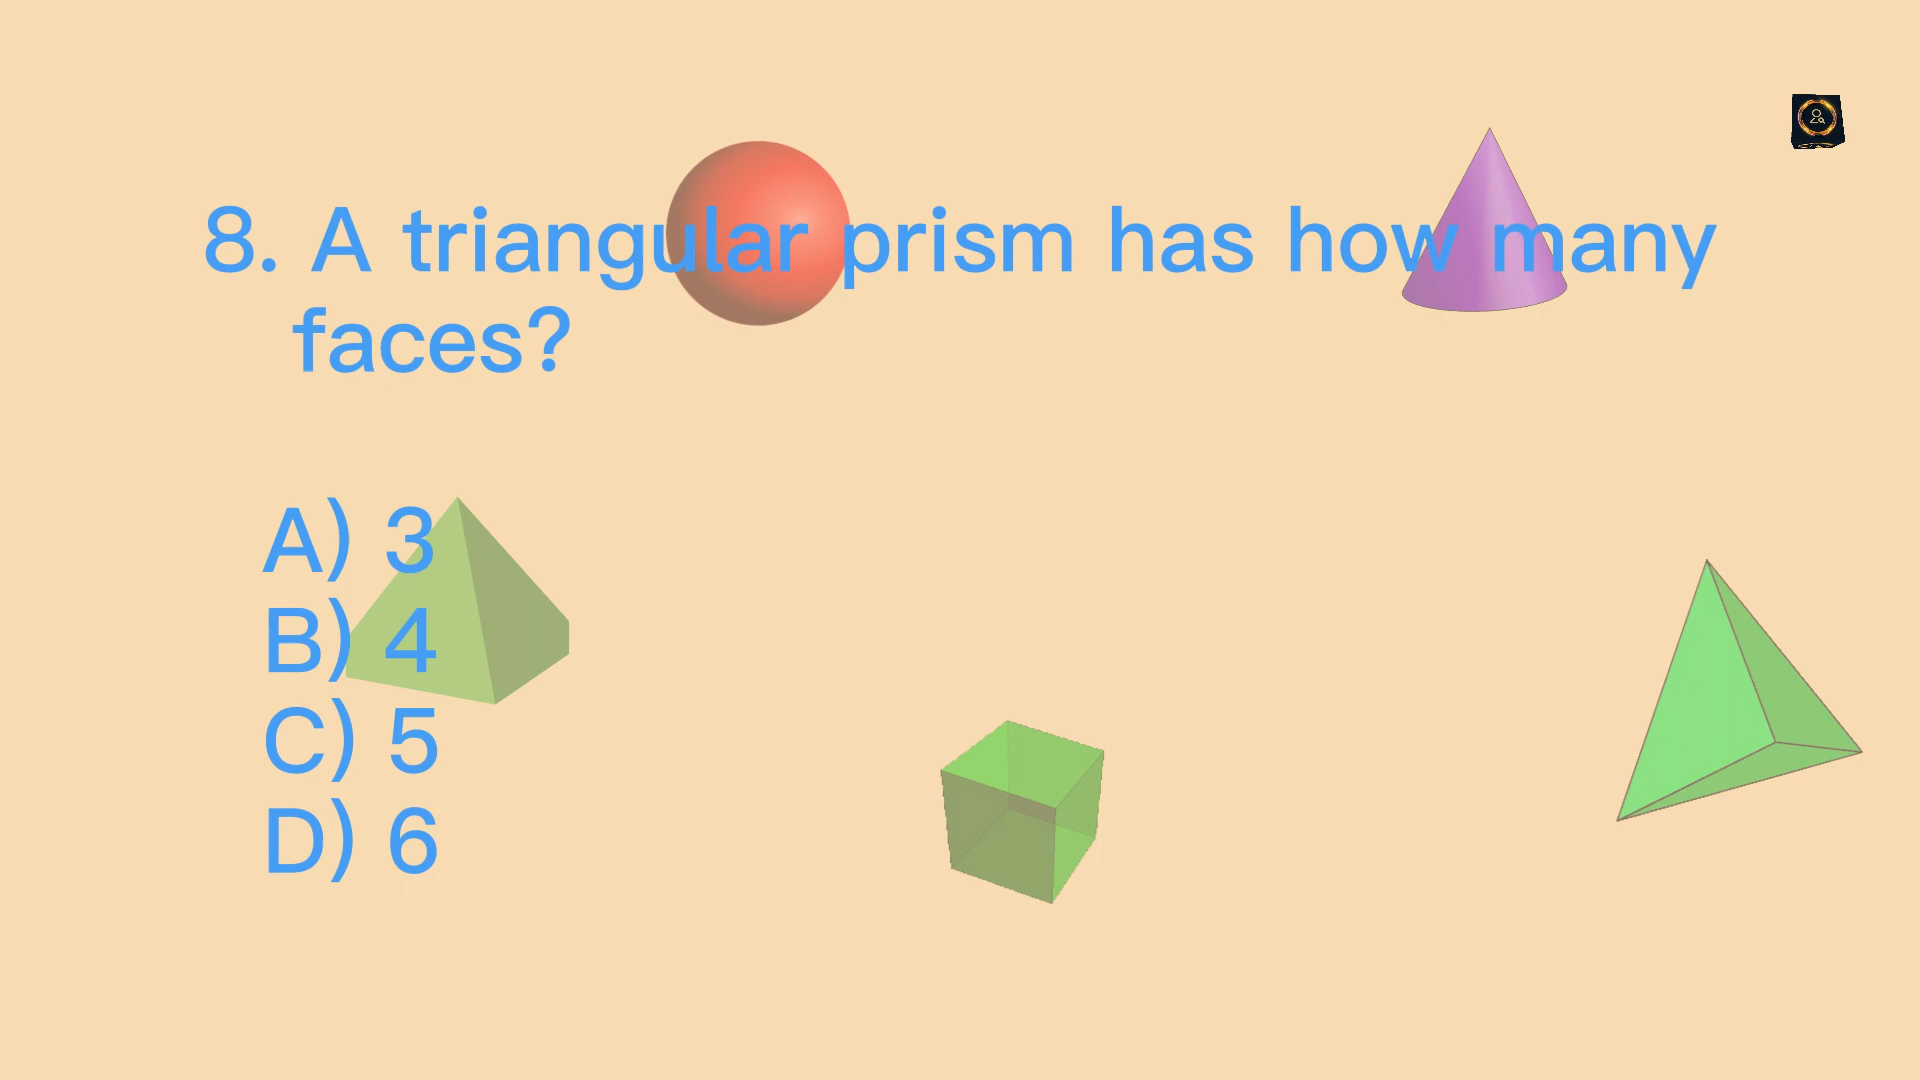 8. A triangular prism has how many
faces?
A) 3
B) 4
C) 5
D) 6